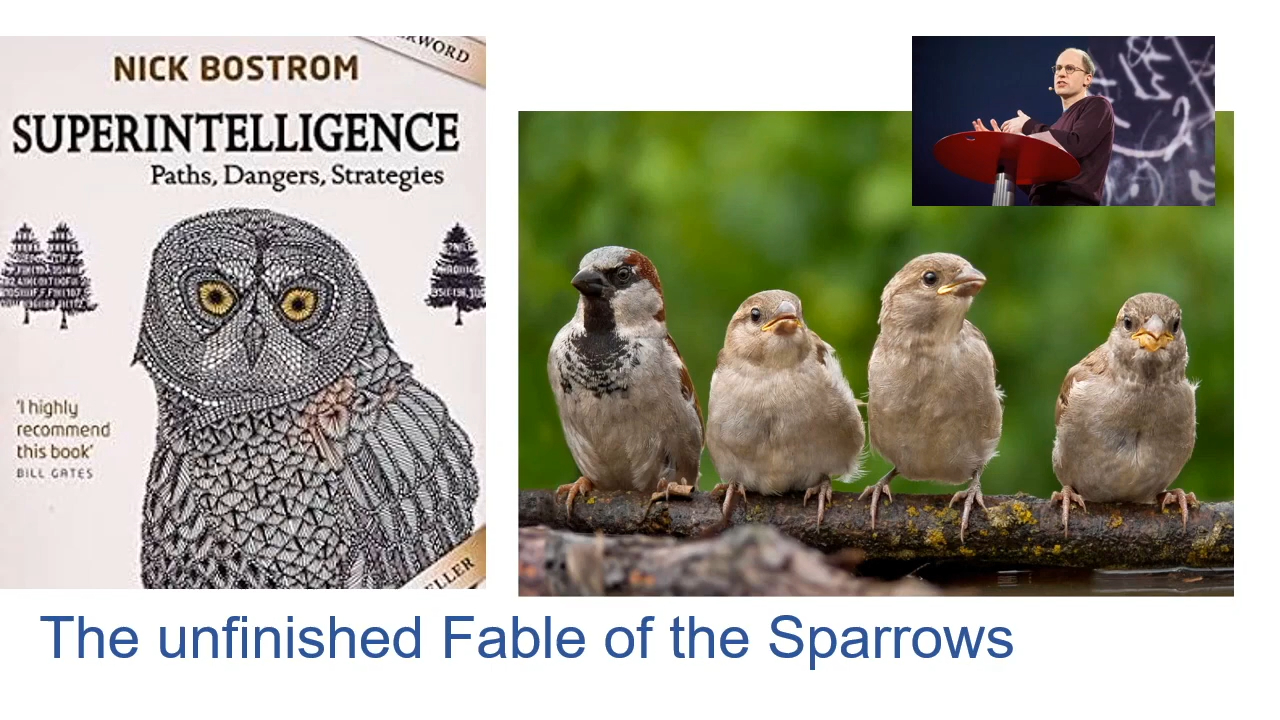 NICK BOSTROM
SUPERINTELLIGENCE
Paths, Dangers, Strategies
'I highly
recommend
this book'
BILL GATES
The unfinished Fable of the Sparrows